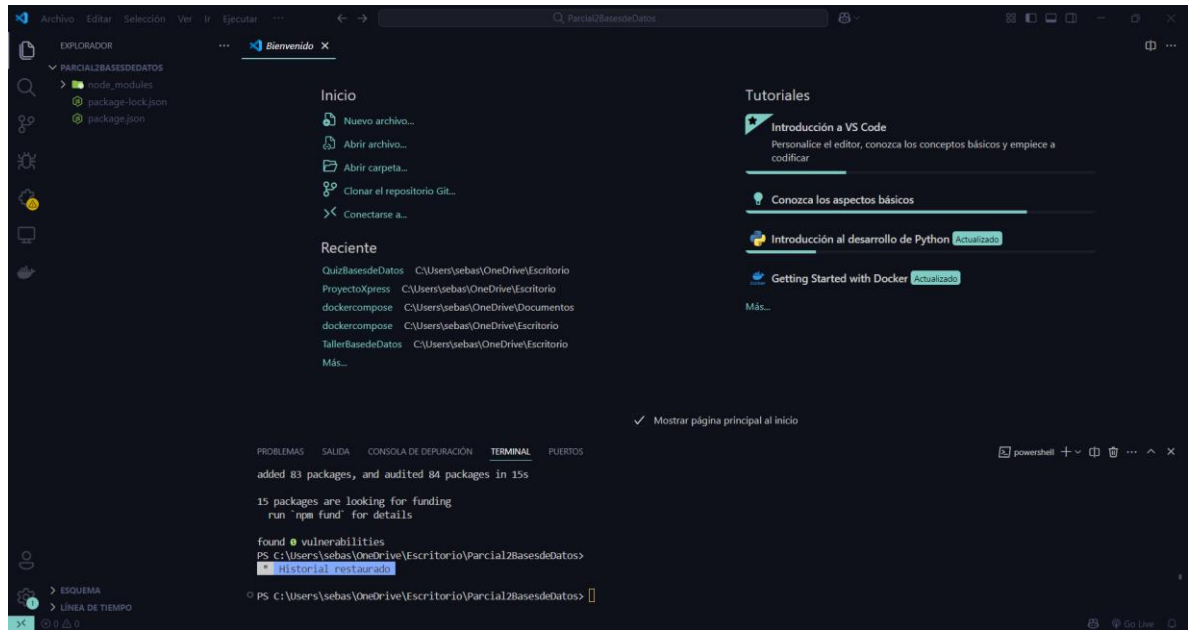 Archivo Editar Selección Ver Ir Ejecutar ... Parcial2BasesdeDatos
EXPLORADOR ...
Bienvenido
PARCIAL2BASESDEDATOS
node_modules
package-lock.json
package.json
Inicio
Nuevo archivo...
Abrir archivo...
Abrir carpeta...
Clonar el repositorio Git...
Conectarse a...
Reciente
QuizBasesdeDatos C:\Users\sebas\OneDrive\Escritorio
ProyectoXpress C:\Users\sebas\OneDrive\Escritorio
dockercompose C:\Users\sebas\OneDrive\Documentos
dockercompose C:\Users\sebas\OneDrive\Escritorio
TallerBasedeDatos C:\Users\sebas\OneDrive\Escritorio
Más...
Tutoriales
Introducción a VS Code
Personalice el editor, conozca los conceptos básicos y empiece a
codificar
Conozca los aspectos básicos
Introducción al desarrollo de Python Actualizado
Getting Started with Docker Actualizado
Más...
Mostrar página principal al inicio
PROBLEMAS SALIDA CONSOLA DE DEPURACIÓN TERMINAL PUERTOS
powershell
added 83 packages, and audited 84 packages in 15s
15 packages are looking for funding
run `npm fund` for details
found 0 vulnerabilities
PS C:\Users\sebas\OneDrive\Escritorio\Parcial2BasesdeDatos>
* Historial restaurado
PS C:\Users\sebas\OneDrive\Escritorio\Parcial2BasesdeDatos>
ESQUEMA
LÍNEA DE TIEMPO
1
0 0
Go Live